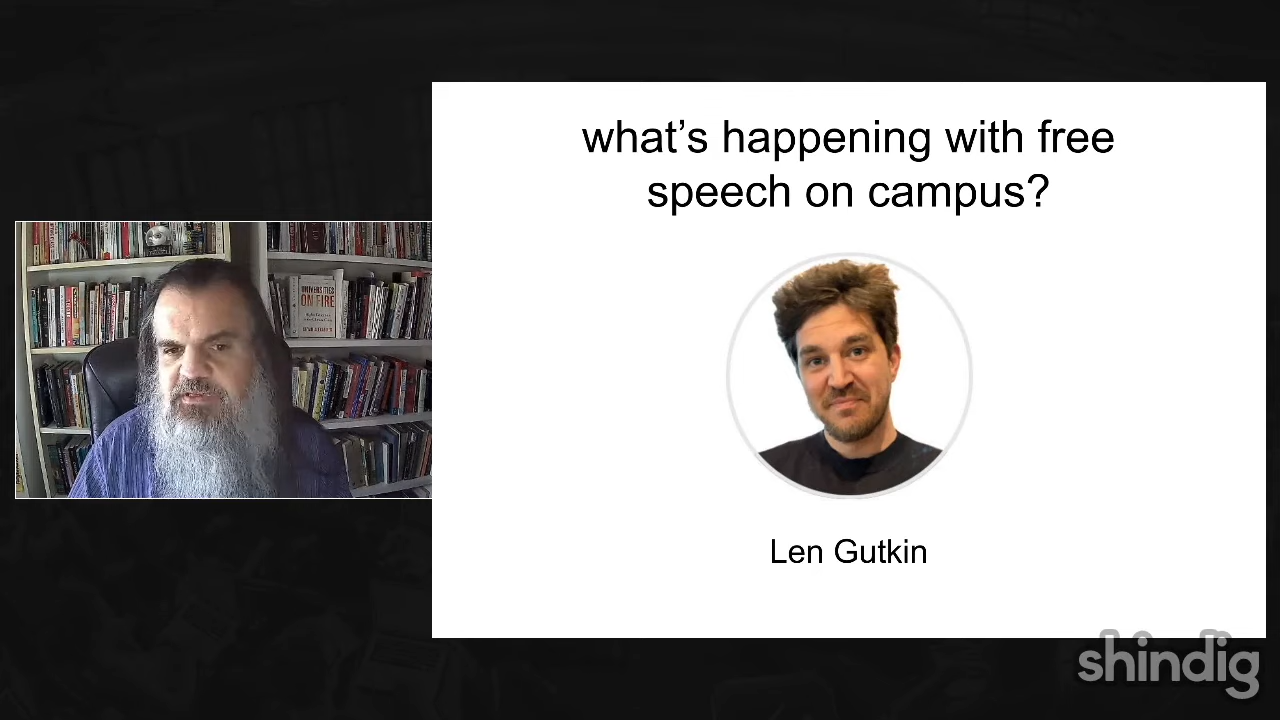 what's happening with free
speech on campus?
UNIVERSITIES
ON FIRE
Len Gutkin
shindig